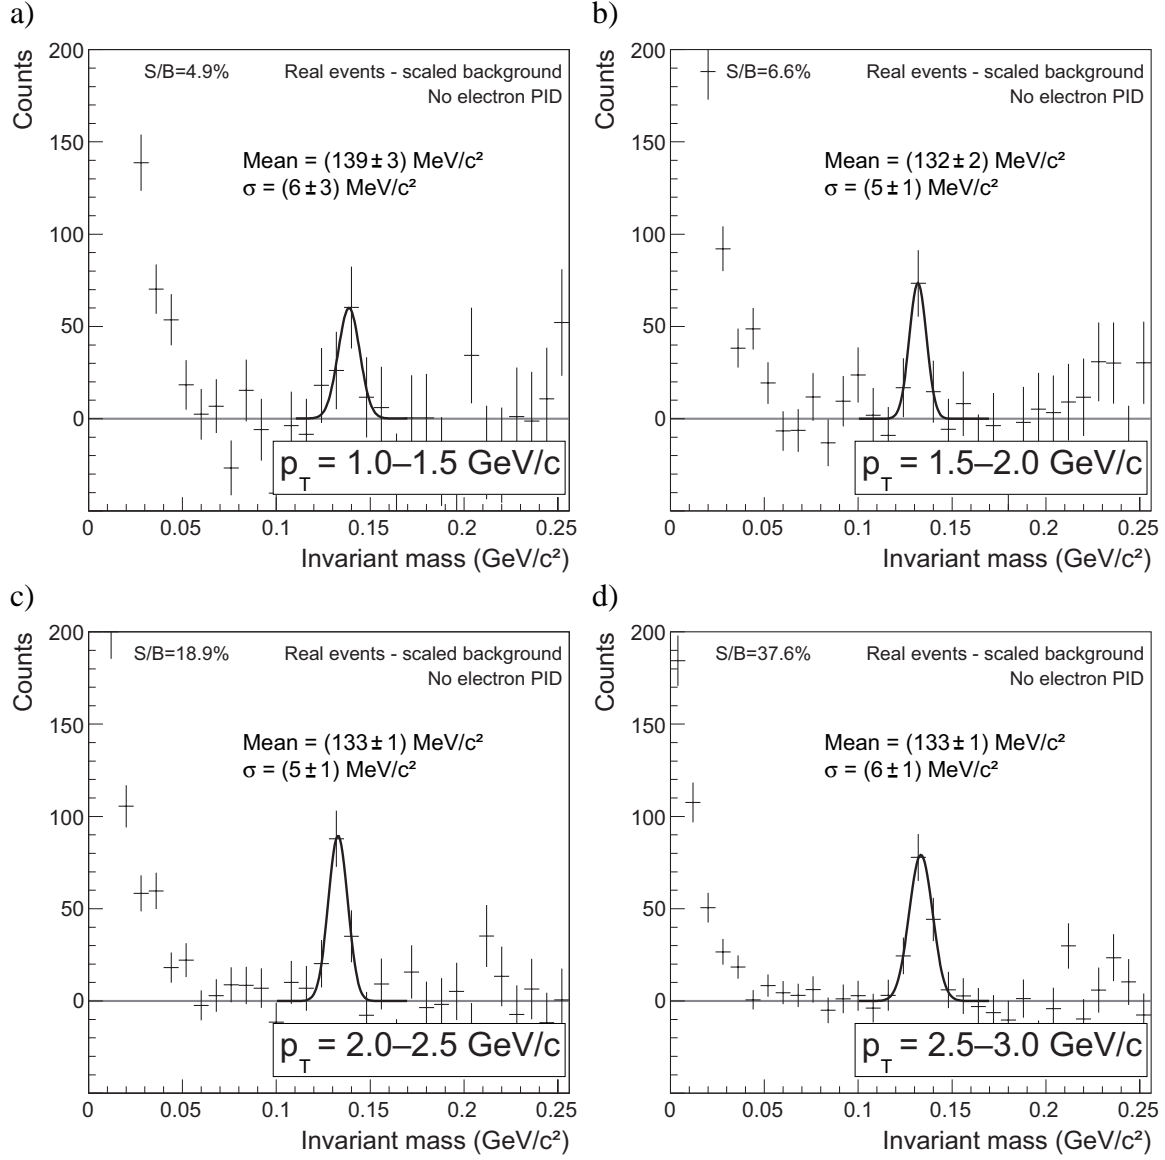 a)
Counts
200
150
100
50
0
S/B=4.9%
Real events - scaled background
No electron PID
Mean = (139±3) MeV/c²
σ = (6±3) MeV/c²
p_T = 1.0–1.5 GeV/c
0 0.05 0.1 0.15 0.2 0.25
Invariant mass (GeV/c²)
b)
Counts
200
150
100
50
0
S/B=6.6%
Real events - scaled background
No electron PID
Mean = (132±2) MeV/c²
σ = (5±1) MeV/c²
p_T = 1.5–2.0 GeV/c
0 0.05 0.1 0.15 0.2 0.25
Invariant mass (GeV/c²)
c)
Counts
200
150
100
50
0
S/B=18.9%
Real events - scaled background
No electron PID
Mean = (133±1) MeV/c²
σ = (5±1) MeV/c²
p_T = 2.0–2.5 GeV/c
0 0.05 0.1 0.15 0.2 0.25
Invariant mass (GeV/c²)
d)
Counts
200
150
100
50
0
S/B=37.6%
Real events - scaled background
No electron PID
Mean = (133±1) MeV/c²
σ = (6±1) MeV/c²
p_T = 2.5–3.0 GeV/c
0 0.05 0.1 0.15 0.2 0.25
Invariant mass (GeV/c²)